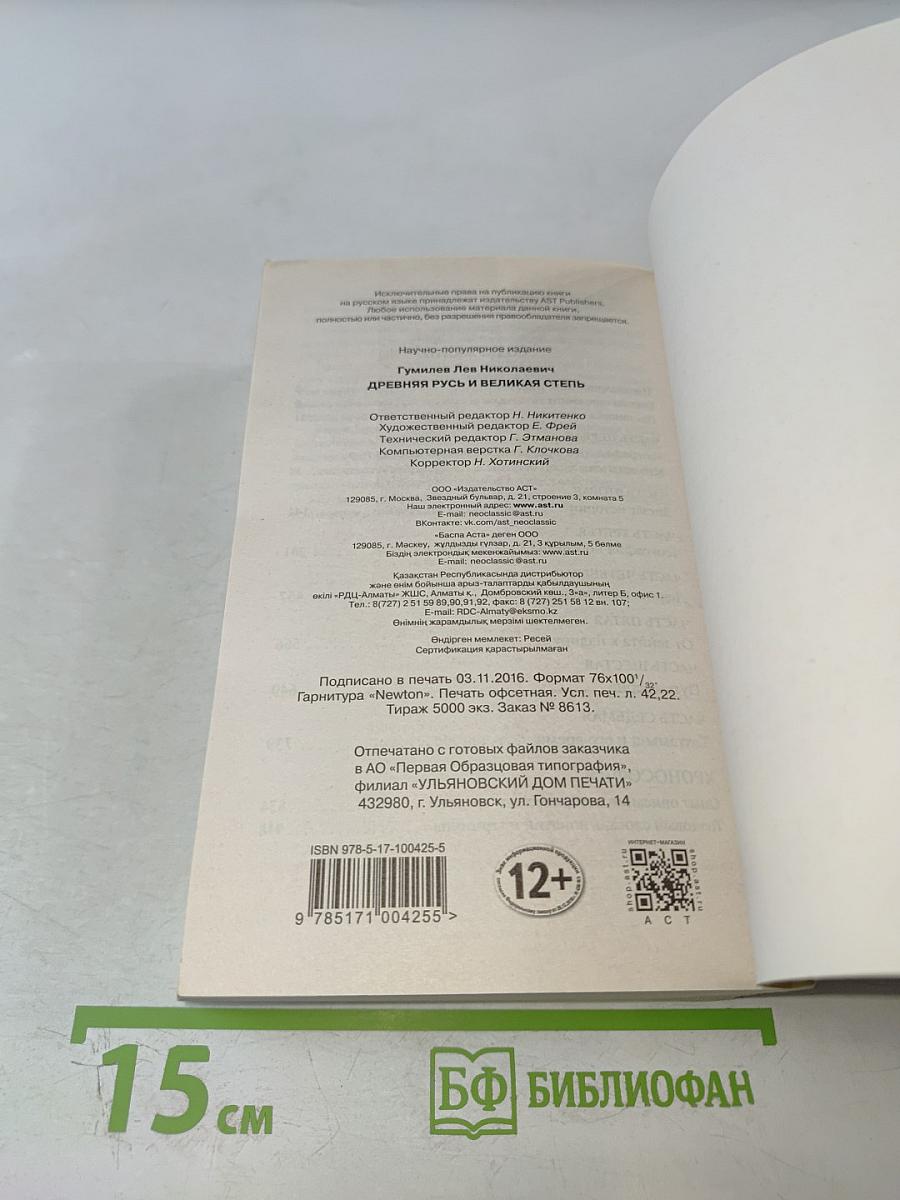 Исключительные права на публикацию книги
на русском языке принадлежат издательству AST Publishers.
Любое использование материала данной книги,
полностью или частично, без разрешения правообладателя запрещается.
Научно-популярное издание
Гумилев Лев Николаевич
ДРЕВНЯЯ РУСЬ И ВЕЛИКАЯ СТЕПЬ
Ответственный редактор Н. Никитенко
Художественный редактор Е. Фрей
Технический редактор Г. Этманова
Компьютерная верстка Г. Клочкова
Корректор Н. Хотинский
ООО «Издательство АСТ»
129085, г. Москва, Звездный бульвар, д. 21, строение 3, комната 5
Наш электронный адрес: www.ast.ru
E-mail: neoclassic@ast.ru
ВКонтакте: vk.com/ast_neoclassic
«Баспа Аста» деген ООО
129085, г. Мәскеу, жұлдызды гүлзар, д. 21, 3 құрылым, 5 бөлме
Біздің электрондық мекенжайымыз: www.ast.ru
E-mail: neoclassic@ast.ru
Қазақстан Республикасында дистрибьютор
және өнім бойынша арыз-талаптарды қабылдаушының
өкілі «РДЦ-Алматы» ЖШС, Алматы қ., Домбровский көш., 3«а», литер Б, офис 1.
Тел.: 8(727) 2 51 59 89,90,91,92, факс: 8 (727) 251 58 12 вн. 107;
E-mail: RDC-Almaty@eksmo.kz
Өнімнің жарамдылық мерзімі шектелмеген.
Өндірген мемлекет: Ресей
Сертификация қарастырылмаған
Подписано в печать 03.11.2016. Формат 76х100¹/₃₂.
Гарнитура «Newton». Печать офсетная. Усл. печ. л. 42,22.
Тираж 5000 экз. Заказ № 8613.
Отпечатано с готовых файлов заказчика
в АО «Первая Образцовая типография»,
филиал «УЛЬЯНОВСКИЙ ДОМ ПЕЧАТИ»
432980, г. Ульяновск, ул. Гончарова, 14
ISBN 978-5-17-100425-5
9 785171 004255 >
12+
ИНТЕРНЕТ-МАГАЗИН
shop.ast.ru
shop.ast.ru
А С Т
15 см
БФ БИБЛИОФАН